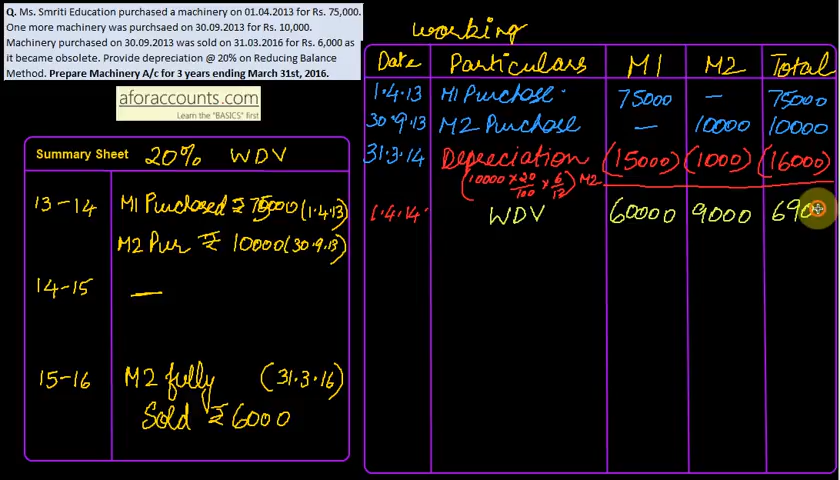 Q. Ms. Smriti Education purchased a machinery on 01.04.2013 for Rs. 75,000.
One more machinery was purchsaed on 30.09.2013 for Rs. 10,000.
Machinery purchased on 30.09.2013 was sold on 31.03.2016 for Rs. 6,000 as
it became obsolete. Provide depreciation @ 20% on Reducing Balance
Method. Prepare Machinery A/c for 3 years ending March 31st, 2016.
aforaccounts.com
Learn the "BASICS" first
Summary Sheet 20% WDV
13-14 M1 Purchased ₹ 75000 (1.4.13)
M2 Pur ₹ 10000 (30.9.13)
14-15 —
15-16 M2 fully (31.3.16)
Sold ₹ 6000
working
Date Particulars M1 M2 Total
1.4.13 M1 Purchase. 75000 — 75000
30.9.13 M2 Purchase — 10000 10000
31.3.14 Depreciation (15000) (1000) (16000)
(10000 × 20/100 × 6/12) M2
1.4.14. WDV 60000 9000